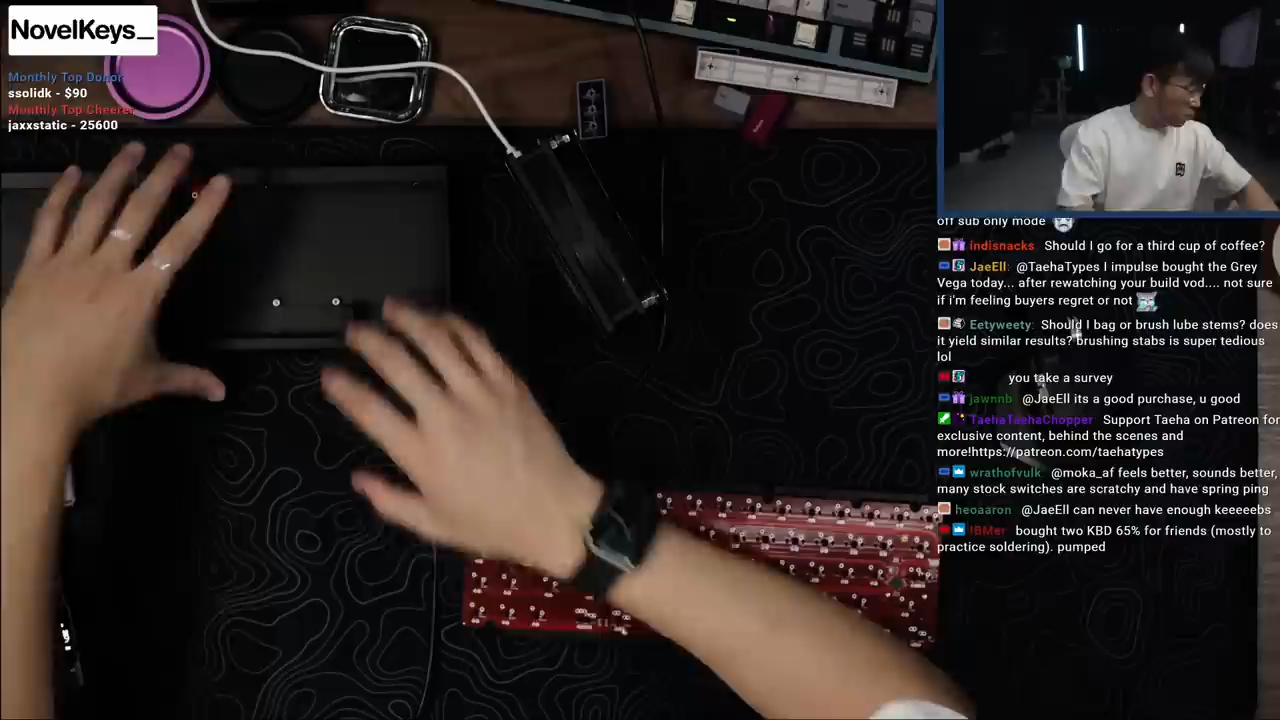 NovelKeys_
Monthly Top Donor
ssolidk - $90
Monthly Top Cheerer
jaxxstatic - 25600
off sub only mode
indisnacks Should I go for a third cup of coffee?
JaeEll: @TaehaTypes I impulse bought the Grey
Vega today... after rewatching your build vod.... not sure
if i'm feeling buyers regret or not
Eetyweety: Should I bag or brush lube stems? does
it yield similar results? brushing stabs is super tedious
lol
you take a survey
jawnnb @JaeEll its a good purchase, u good
TaehaTaehaChopper Support Taeha on Patreon for
exclusive content, behind the scenes and
more!https://patreon.com/taehatypes
wrathofvulk @moka_af feels better, sounds better,
many stock switches are scratchy and have spring ping
heoaaron @JaeEll can never have enough keeeeebs
!BMer bought two KBD 65% for friends (mostly to
practice soldering). pumped